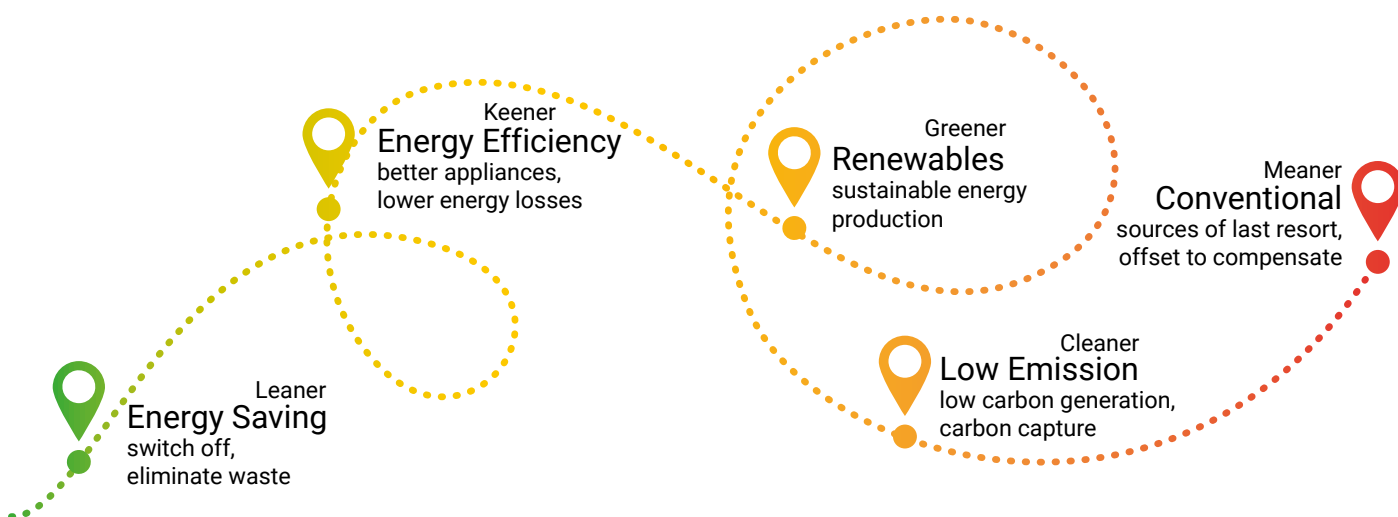 Leaner
Energy Saving
switch off,
eliminate waste
Keener
Energy Efficiency
better appliances,
lower energy losses
Greener
Renewables
sustainable energy
production
Cleaner
Low Emission
low carbon generation,
carbon capture
Meaner
Conventional
sources of last resort,
offset to compensate